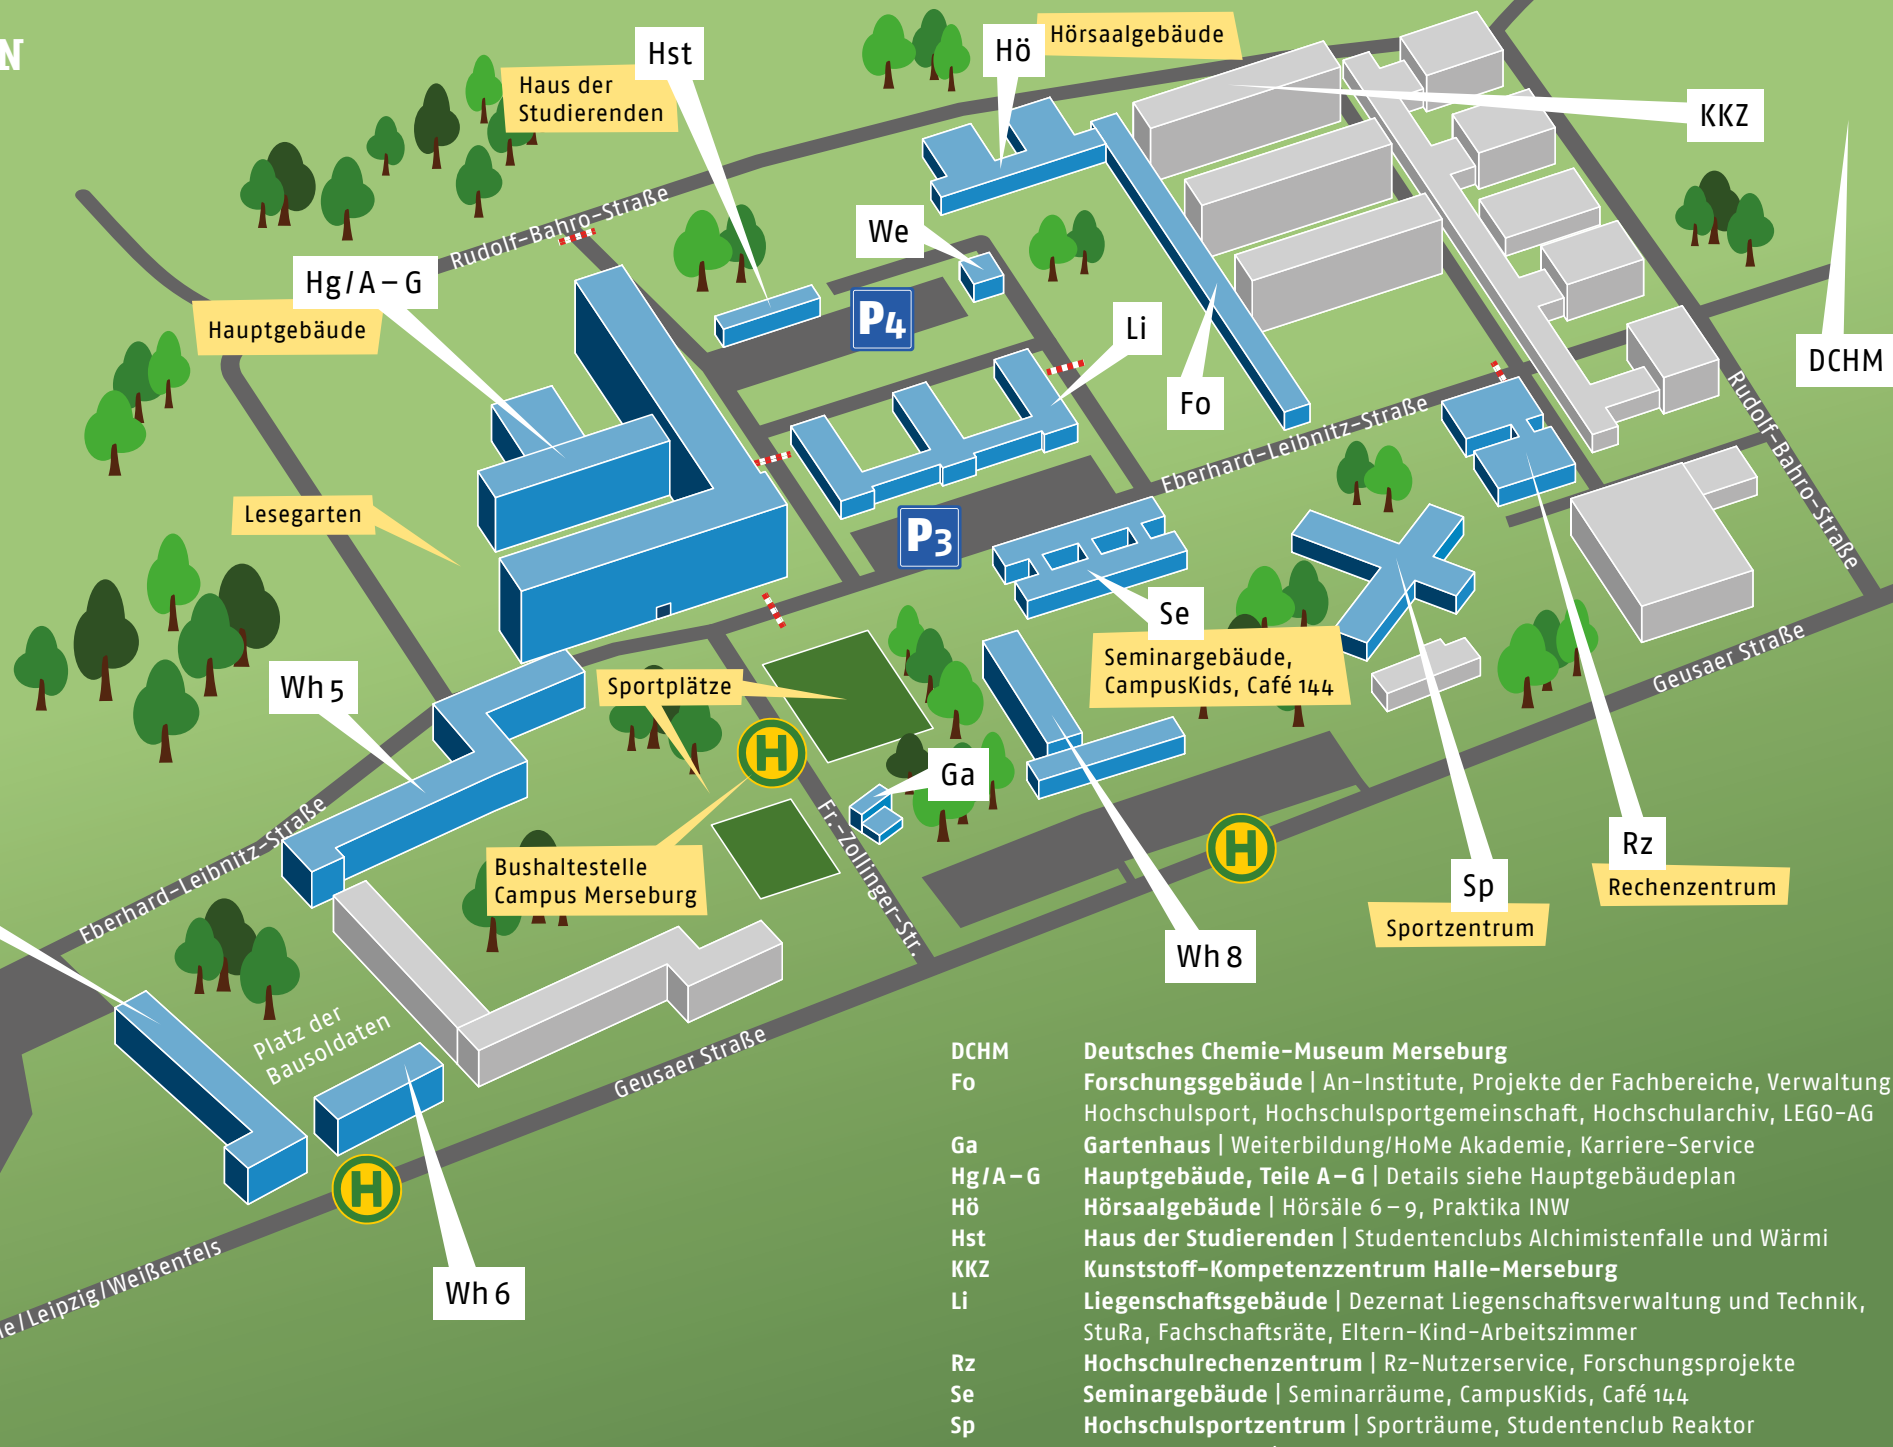 N
Hst
Haus der
Studierenden
Hö
Hörsaalgebäude
KKZ
Rudolf-Bahro-Straße
We
Hg/A – G
Hauptgebäude
P4
Li
DCHM
Fo
Eberhard-Leibnitz-Straße
Rudolf-Bahro-Straße
Lesegarten
P3
Se
Seminargebäude,
CampusKids, Café 144
Geusaer Straße
Wh 5
Sportplätze
H
Ga
Eberhard-Leibnitz-Straße
Bushaltestelle
Campus Merseburg
Fr.-Zollinger-Str.
H
Rz
Rechenzentrum
Sp
Sportzentrum
Wh 8
Platz der
Bausoldaten
Geusaer Straße
H
Wh 6
/Leipzig/Weißenfels
DCHM Deutsches Chemie-Museum Merseburg
Fo Forschungsgebäude | An-Institute, Projekte der Fachbereiche, Verwaltung
Hochschulsport, Hochschulsportgemeinschaft, Hochschularchiv, LEGO-AG
Ga Gartenhaus | Weiterbildung/HoMe Akademie, Karriere-Service
Hg/A – G Hauptgebäude, Teile A – G | Details siehe Hauptgebäudeplan
Hö Hörsaalgebäude | Hörsäle 6 – 9, Praktika INW
Hst Haus der Studierenden | Studentenclubs Alchimistenfalle und Wärmi
KKZ Kunststoff-Kompetenzzentrum Halle-Merseburg
Li Liegenschaftsgebäude | Dezernat Liegenschaftsverwaltung und Technik,
StuRa, Fachschaftsräte, Eltern-Kind-Arbeitszimmer
Rz Hochschulrechenzentrum | Rz-Nutzerservice, Forschungsprojekte
Se Seminargebäude | Seminarräume, CampusKids, Café 144
Sp Hochschulsportzentrum | Sporträume, Studentenclub Reaktor